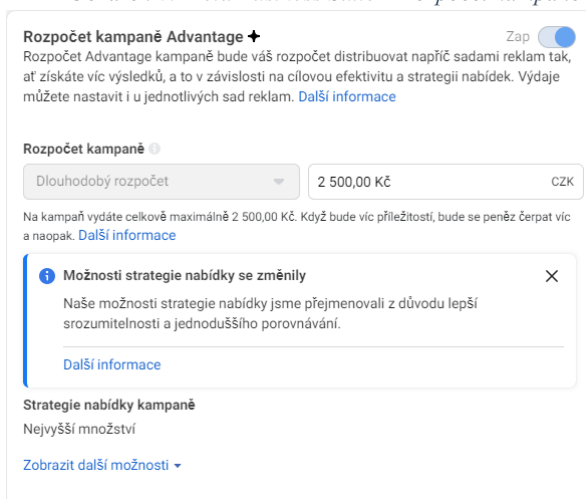 Rozpočet kampaně Advantage
Zap
Rozpočet Advantage kampaně bude váš rozpočet distribuovat napříč sadami reklam tak,
ať získáte víc výsledků, a to v závislosti na cílovou efektivitu a strategii nabídek. Výdaje
můžete nastavit i u jednotlivých sad reklam. Další informace
Rozpočet kampaně
Dlouhodobý rozpočet
2 500,00 Kč
CZK
Na kampaň vydáte celkově maximálně 2 500,00 Kč. Když bude víc příležitostí, bude se peněz čerpat víc
a naopak. Další informace
Možnosti strategie nabídky se změnily
Naše možnosti strategie nabídky jsme přejmenovali z důvodu lepší
srozumitelnosti a jednoduššího porovnávání.
Další informace
Strategie nabídky kampaně
Nejvyšší množství
Zobrazit další možnosti